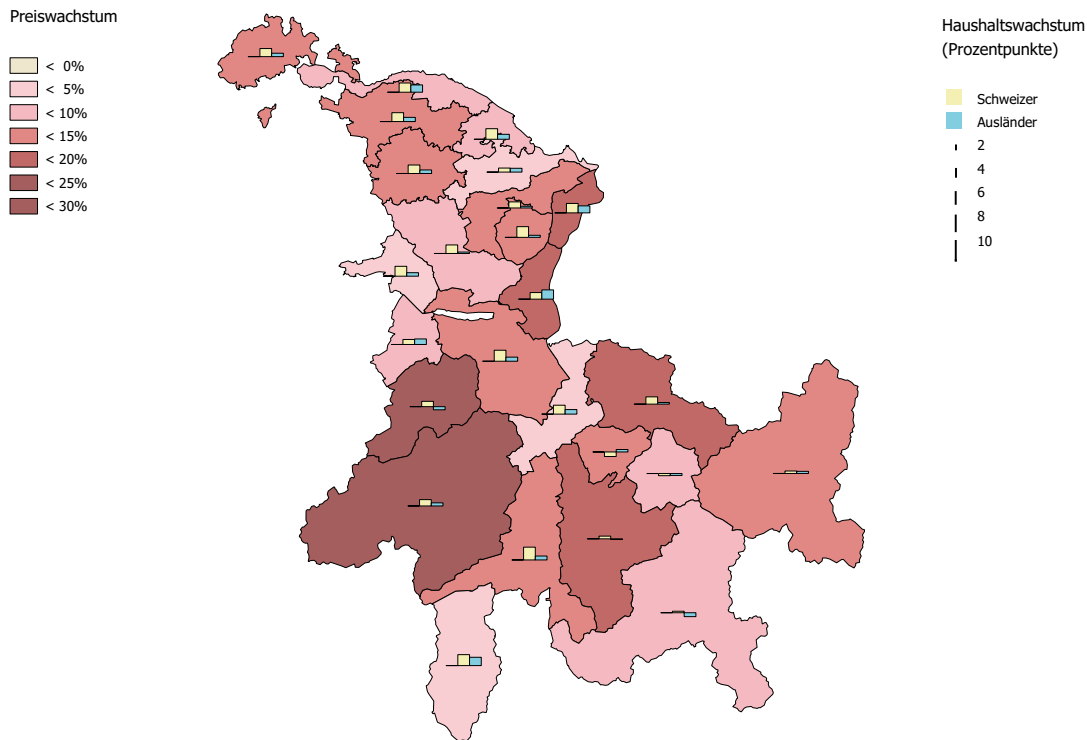 Preiswachstum
< 0%
< 5%
< 10%
< 15%
< 20%
< 25%
< 30%
Haushaltswachstum
(Prozentpunkte)
Schweizer
Ausländer
2
4
6
8
10